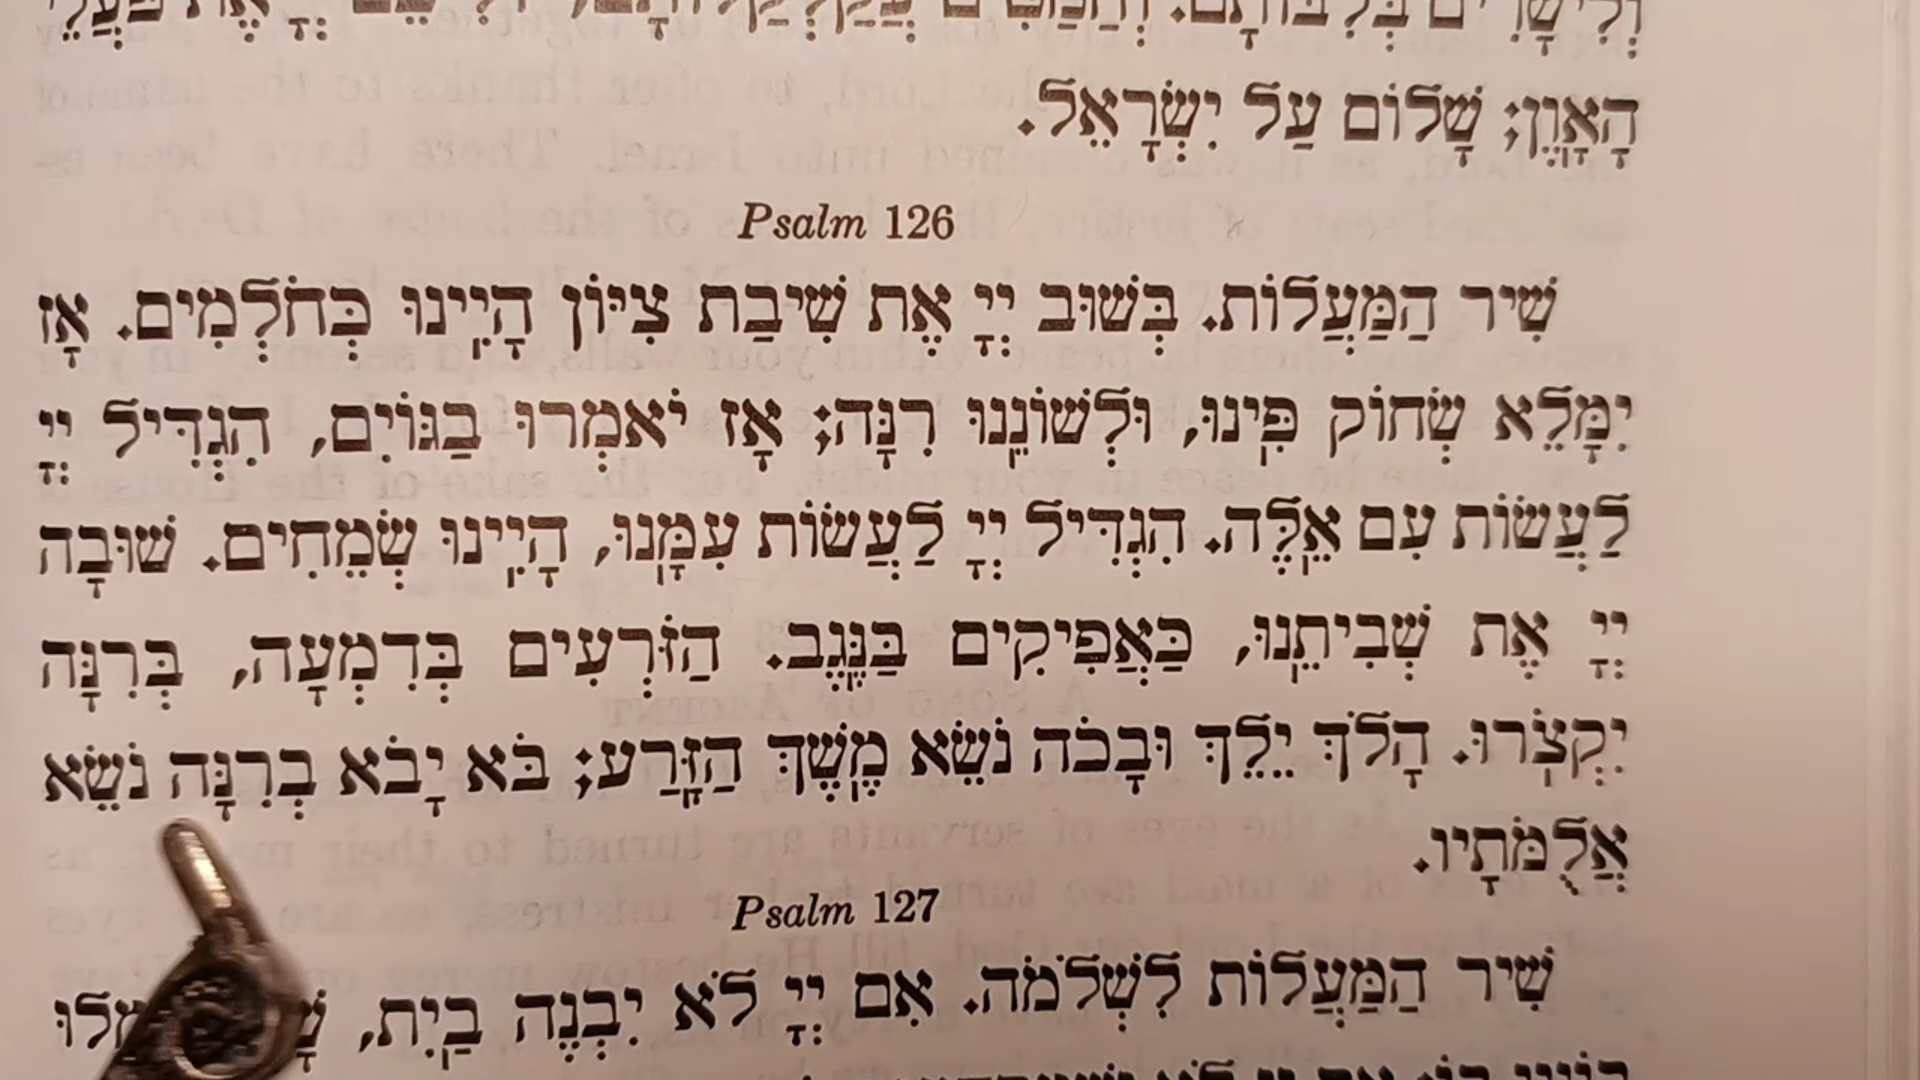 הָאָוֶן; שָׁלוֹם עַל יִשְׂרָאֵל.
Psalm 126
שִׁיר הַמַּעֲלוֹת. בְּשׁוּב יְיָ אֶת שִׁיבַת צִיּוֹן הָיִינוּ כְּחֹלְמִים. אָז
יִמָּלֵא שְׂחוֹק פִּינוּ, וּלְשׁוֹנֵנוּ רִנָּה; אָז יֹאמְרוּ בַגּוֹיִם, הִגְדִּיל יְיָ
לַעֲשׂוֹת עִם אֵלֶּה. הִגְדִּיל יְיָ לַעֲשׂוֹת עִמָּנוּ, הָיִינוּ שְׂמֵחִים. שׁוּבָה
יְיָ אֶת שְׁבִיתֵנוּ, כַּאֲפִיקִים בַּנֶּגֶב. הַזֹּרְעִים בְּדִמְעָה, בְּרִנָּה
יִקְצֹרוּ. הָלֹךְ יֵלֵךְ וּבָכֹה נֹשֵׂא מֶשֶׁךְ הַזָּרַע; בֹּא יָבֹא בְרִנָּה נֹשֵׂא
אֲלֻמֹּתָיו.
Psalm 127
שִׁיר הַמַּעֲלוֹת לִשְׁלֹמֹה. אִם יְיָ לֹא יִבְנֶה בַיִת,